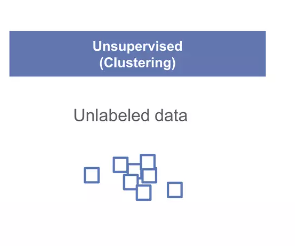 Unsupervised
(Clustering)
Unlabeled data